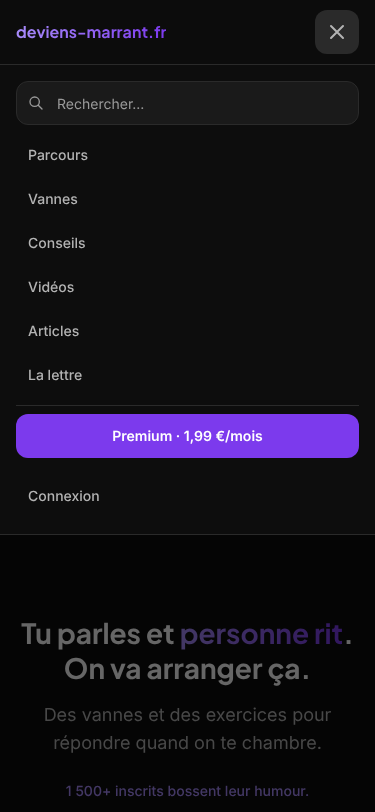 deviens-marrant.fr
Rechercher...
Parcours
Vannes
Conseils
Vidéos
Articles
La lettre
Premium · 1,99 €/mois
Connexion
Tu parles et personne rit.
On va arranger ça.
Des vannes et des exercices pour
répondre quand on te chambre.
1 500+ inscrits bossent leur humour.